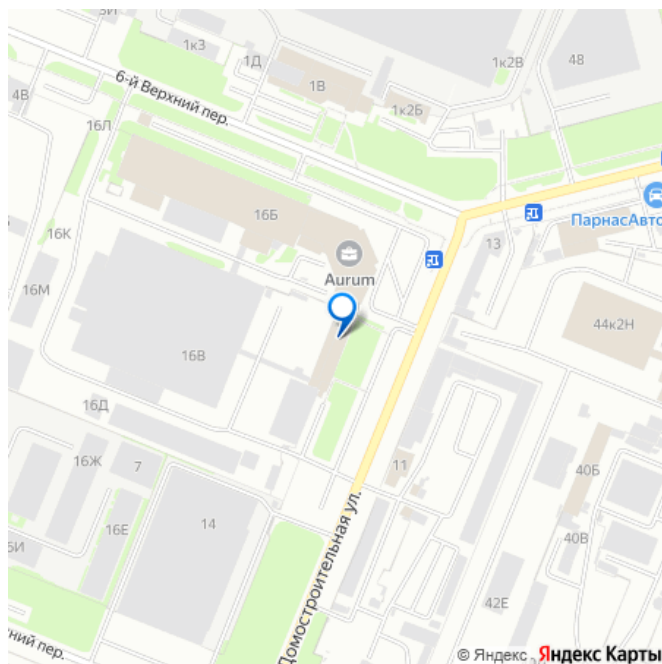 3И
1к3
1Д
1к2В
48
4В
6-й Верхний пер.
1В
1к2Б
16Л
16Б
ПарнасАвто
13
16К
Aurum
16М
44к2Н
16В
16Д
16Ж
7
11
40Б
14
16Е
40В
Домостроительная ул.
42Е
ний пер.
© Яндекс Яндекс Карты